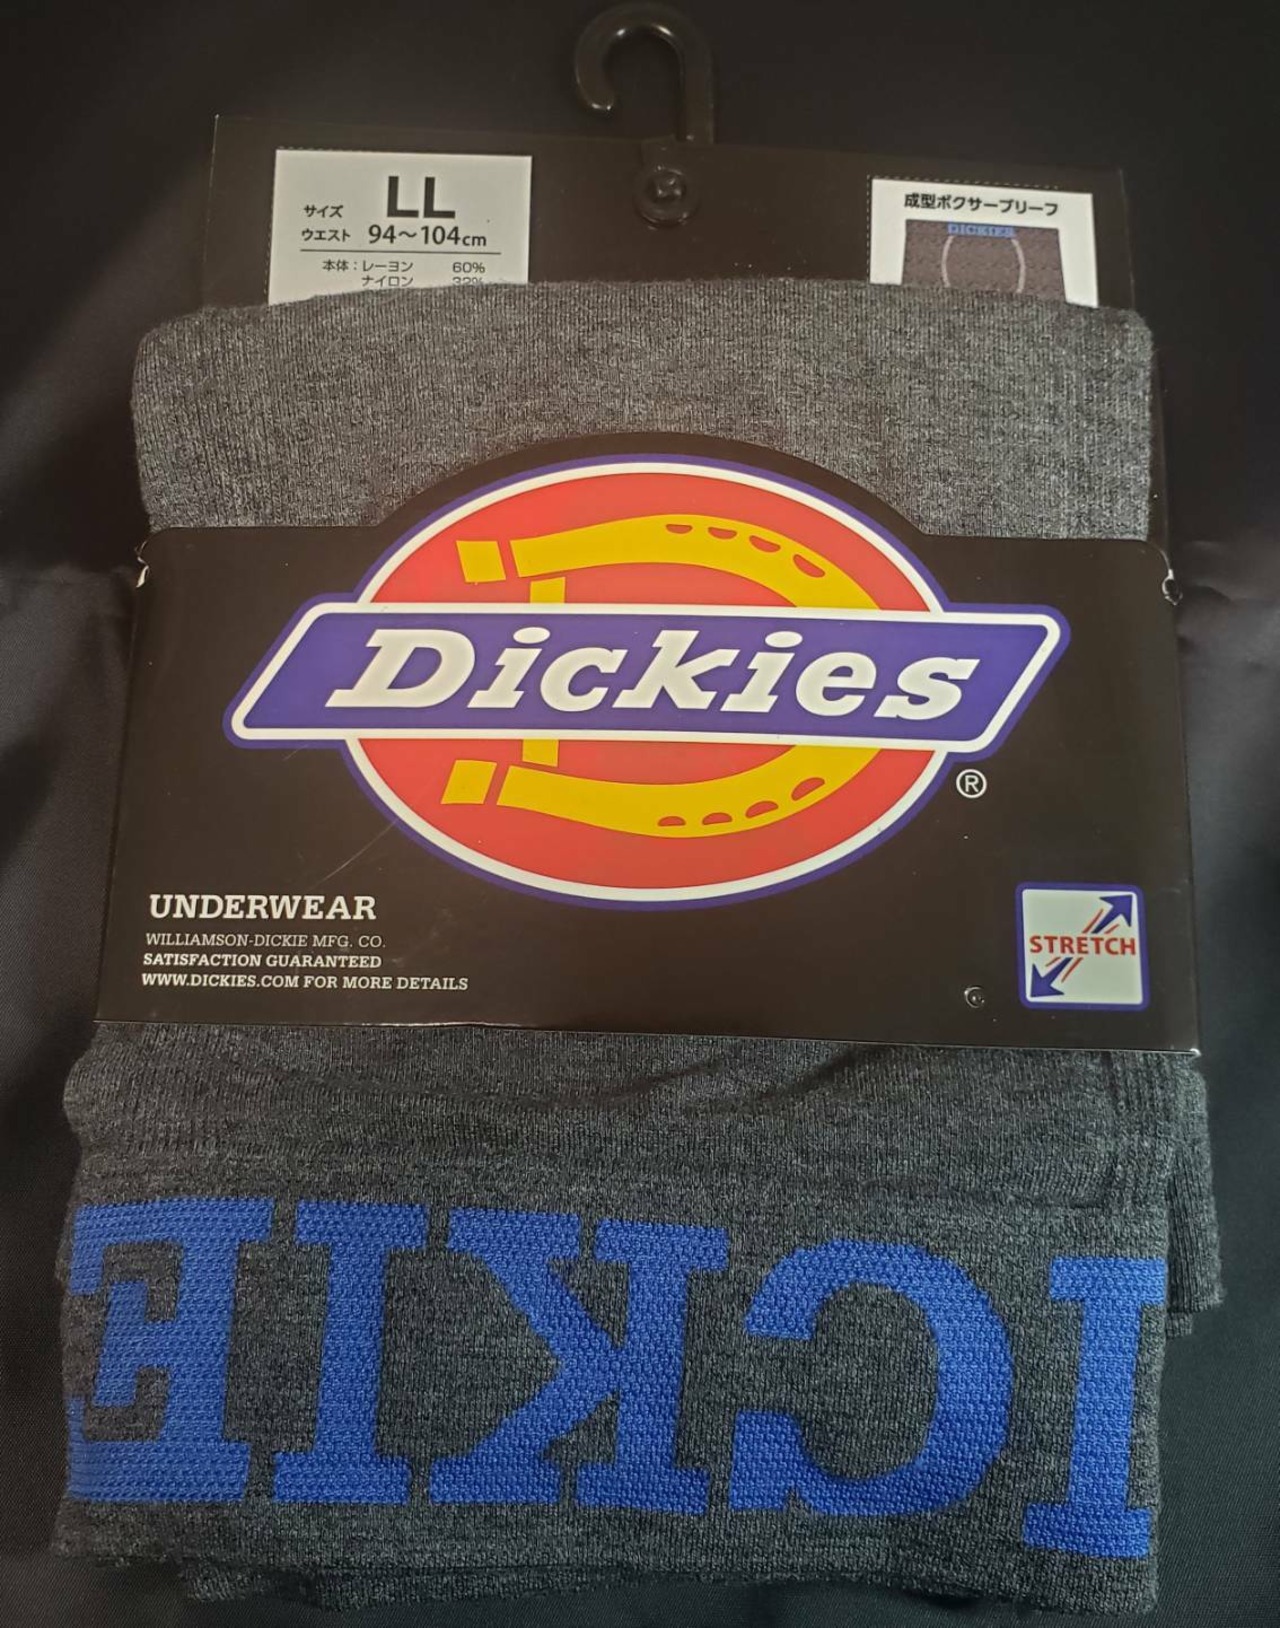 LL
サイズ
ウエスト 94〜104cm
本体：レーヨン 60%
ナイロン 32%
成型ボクサーブリーフ
DICKIES
Dickies
®
UNDERWEAR
WILLIAMSON-DICKIE MFG. CO.
SATISFACTION GUARANTEED
WWW.DICKIES.COM FOR MORE DETAILS
STRETCH
ICKIE